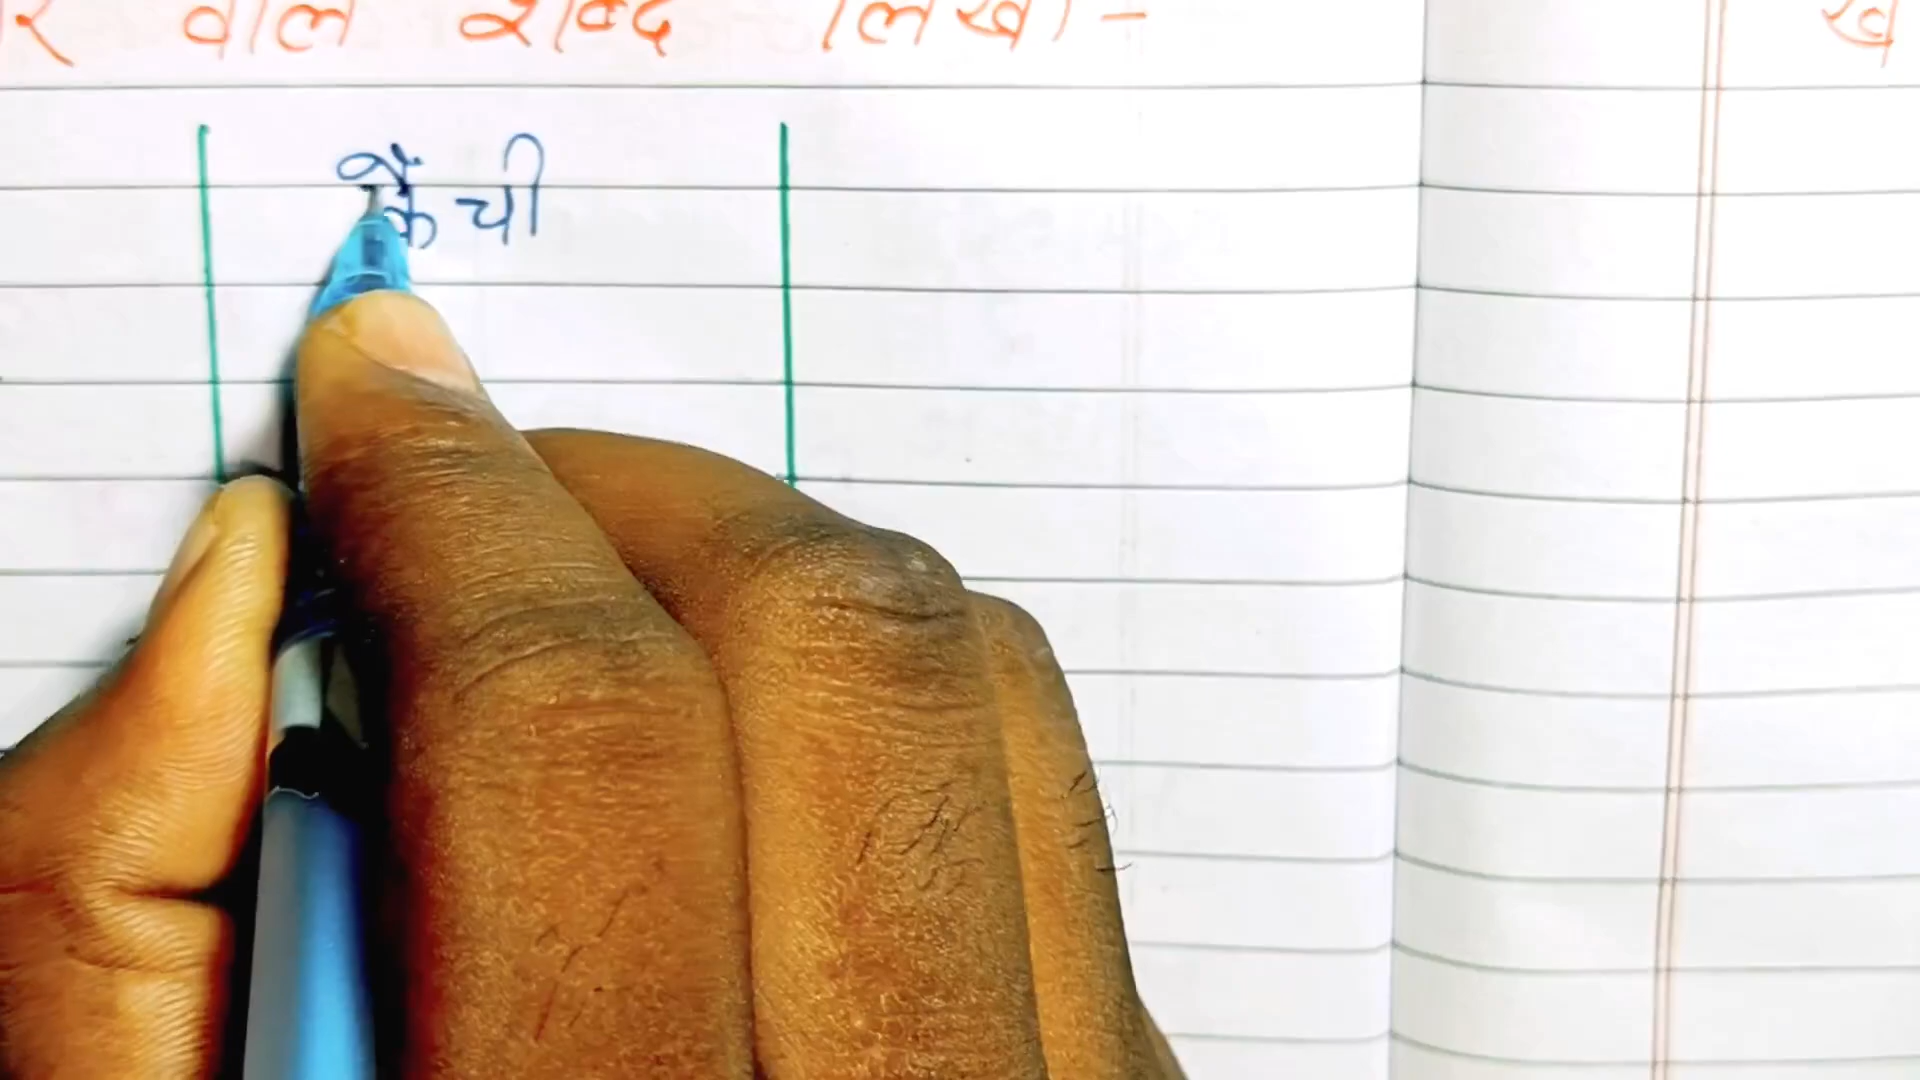 र वाले शब्द लिखो - ख
कैंची